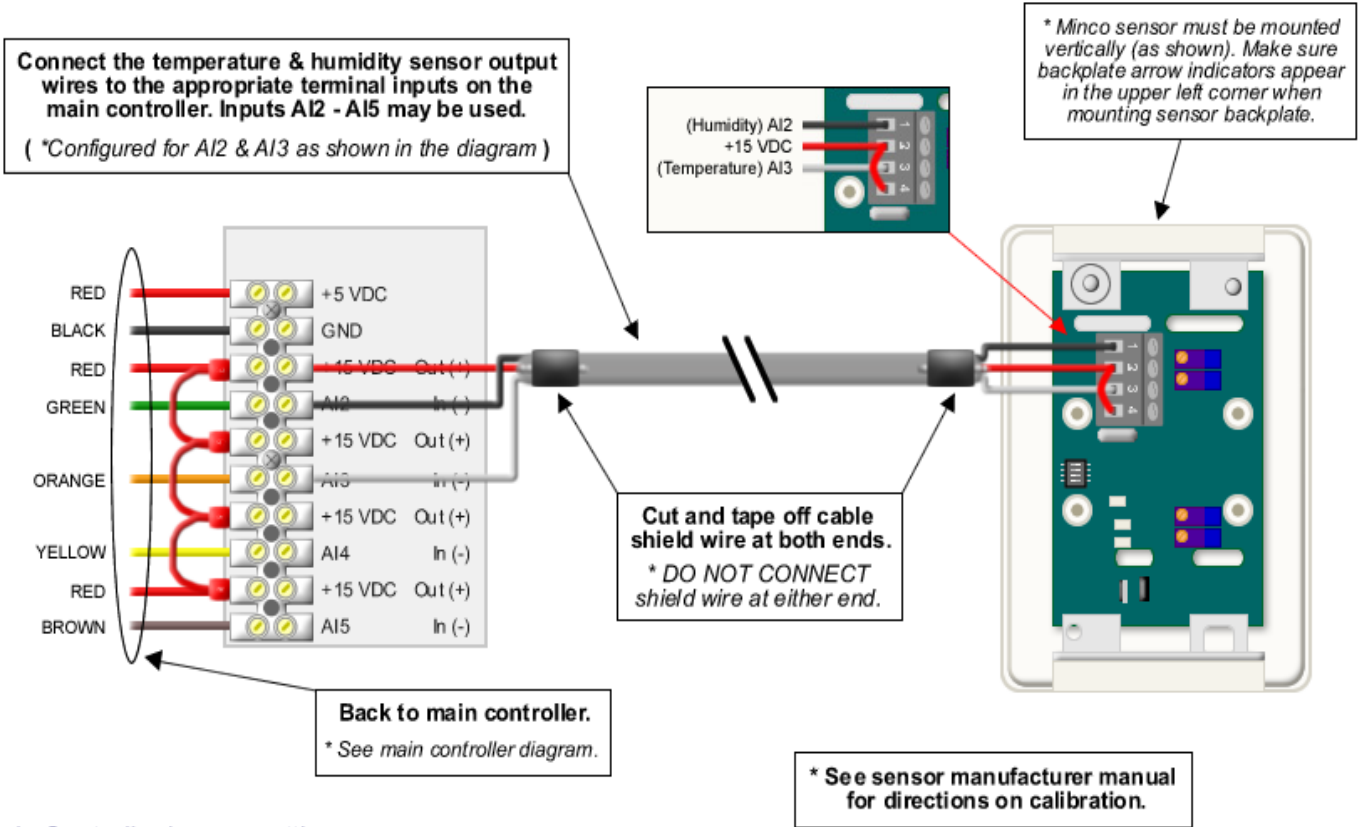 Connect the temperature & humidity sensor output
wires to the appropriate terminal inputs on the
main controller. Inputs AI2 - AI5 may be used.
( *Configured for AI2 & AI3 as shown in the diagram )
* Minco sensor must be mounted
vertically (as shown). Make sure
backplate arrow indicators appear
in the upper left corner when
mounting sensor backplate.
(Humidity) AI2
+15 VDC
(Temperature) AI3
1
2
3
4
RED
+5 VDC
BLACK
GND
RED
+15 VDC Out (+)
GREEN
AI2 In (-)
+15 VDC Out (+)
ORANGE
AI3 In (-)
+15 VDC Out (+)
YELLOW
AI4 In (-)
RED
+15 VDC Out (+)
BROWN
AI5 In (-)
1
2
3
4
Cut and tape off cable
shield wire at both ends.
* DO NOT CONNECT
shield wire at either end.
Back to main controller.
* See main controller diagram.
* See sensor manufacturer manual
for directions on calibration.